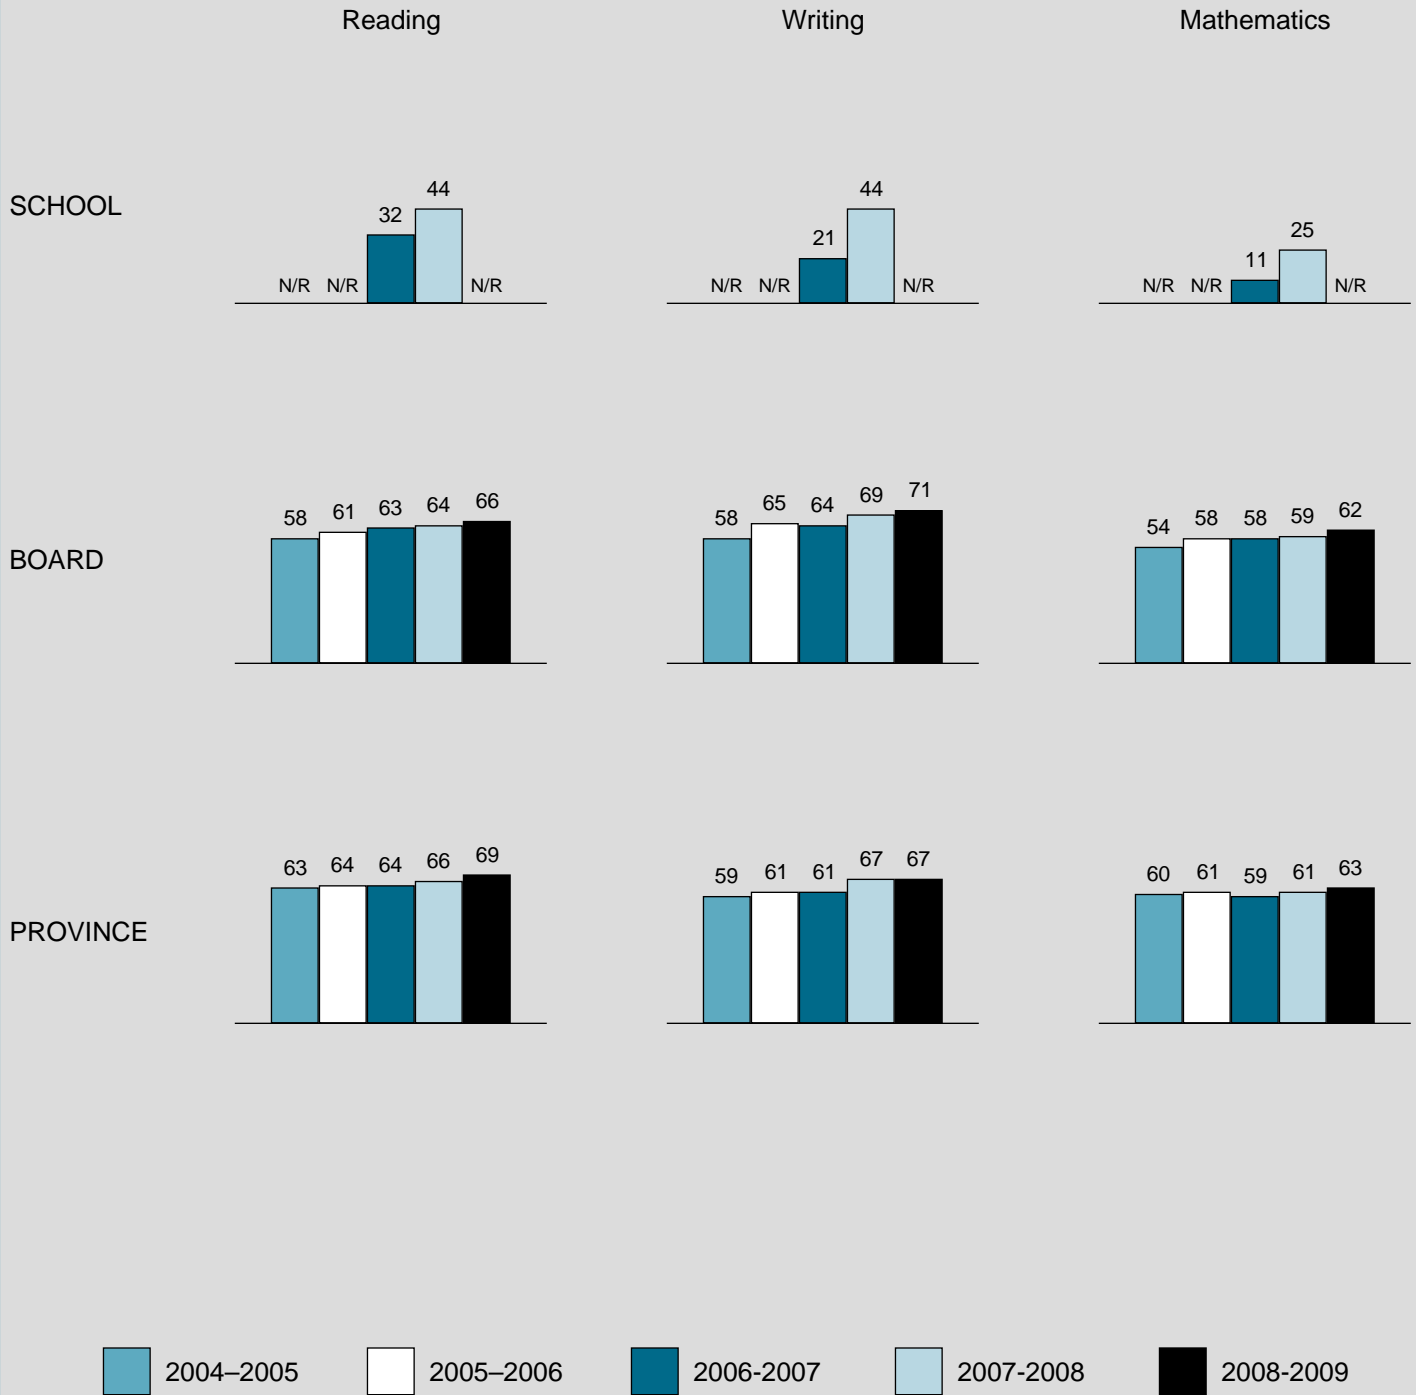 Reading Writing Mathematics
SCHOOL
N/R N/R 32 44 N/R
N/R N/R 21 44 N/R
N/R N/R 11 25 N/R
BOARD
58 61 63 64 66
58 65 64 69 71
54 58 58 59 62
PROVINCE
63 64 64 66 69
59 61 61 67 67
60 61 59 61 63
2004–2005 2005–2006 2006-2007 2007-2008 2008-2009